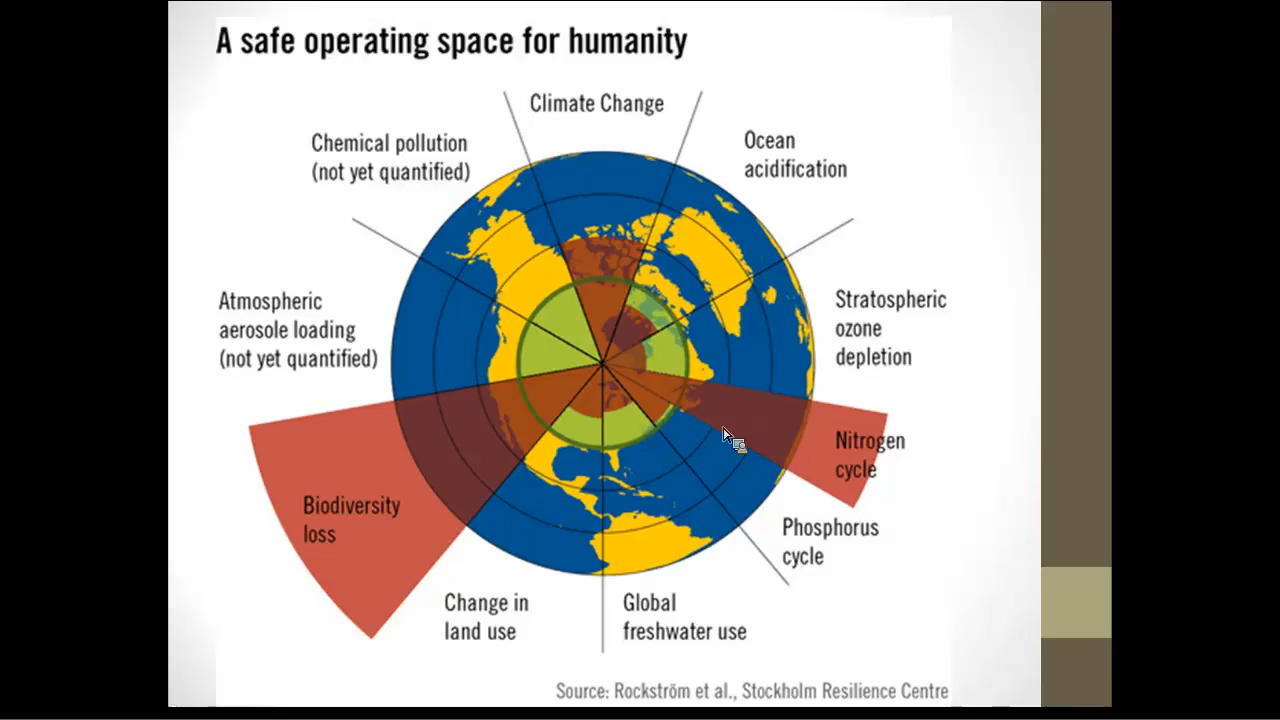 A safe operating space for humanity
Climate Change
Chemical pollution
(not yet quantified)
Ocean
acidification
Atmospheric
aerosole loading
(not yet quantified)
Stratospheric
ozone
depletion
Nitrogen
cycle
Biodiversity
loss
Phosphorus
cycle
Change in
land use
Global
freshwater use
Source: Rockström et al., Stockholm Resilience Centre